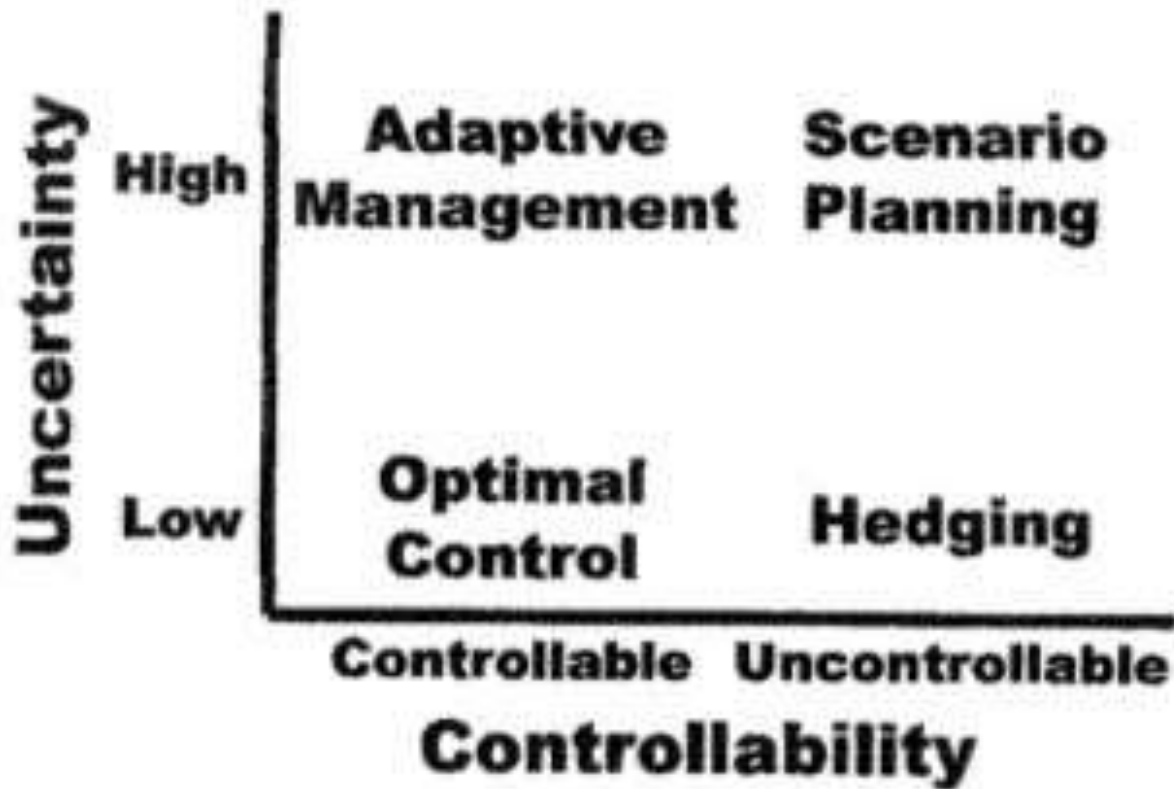 Uncertainty
High
Adaptive
Management
Scenario
Planning
Low
Optimal
Control
Hedging
Controllable
Uncontrollable
Controllability